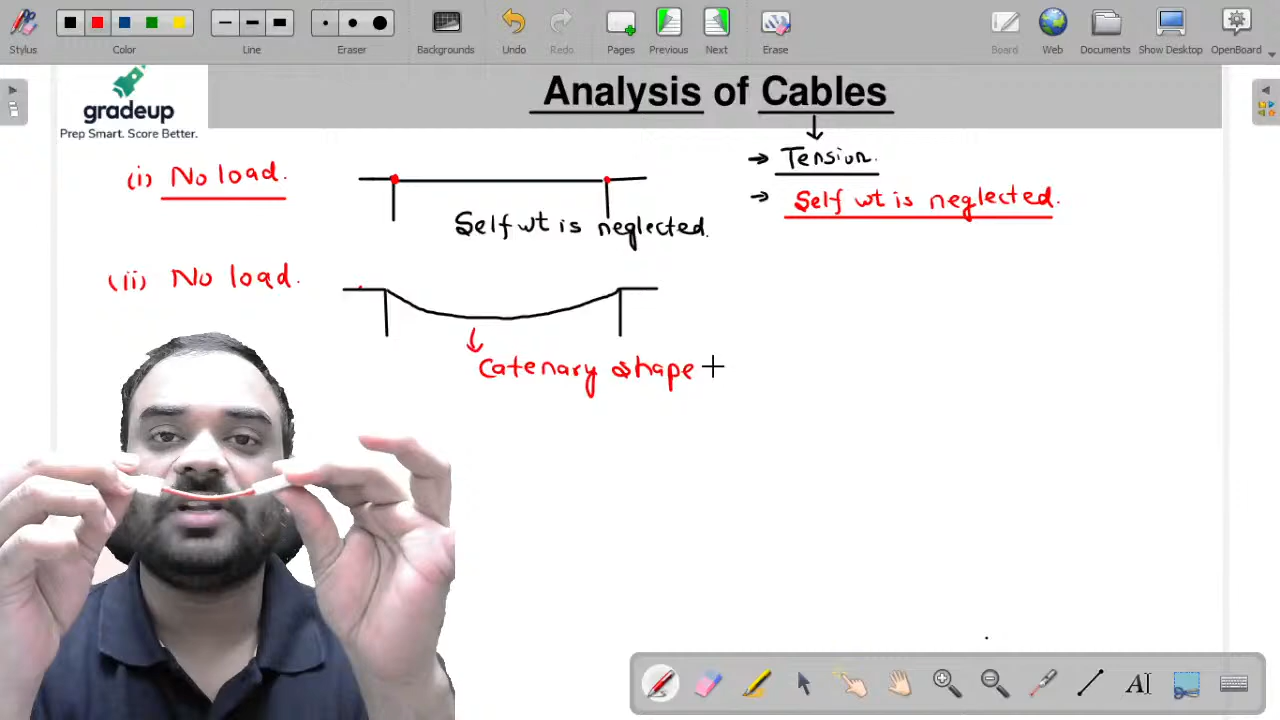 Stylus
Color
Line
Eraser
Backgrounds
Undo
Redo
Pages
Previous
Next
Erase
Board
Web
Documents
Show Desktop
OpenBoard
gradeup
Prep Smart. Score Better.
Analysis of Cables
→ Tension.
→ Self wt is neglected.
(i) No load.
Self wt is neglected.
(ii) No load.
Catenary shape
AI